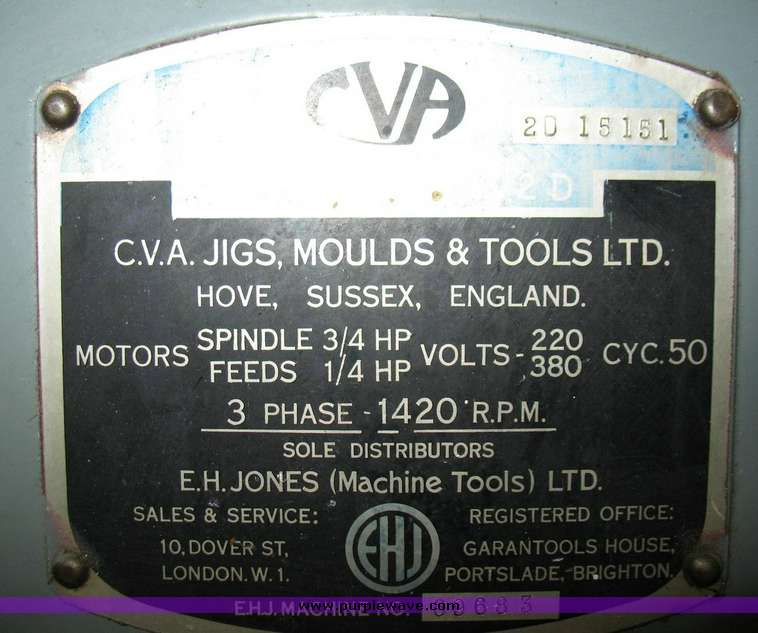 CVA
2D 15151
2D
C.V.A. JIGS, MOULDS & TOOLS LTD.
HOVE, SUSSEX, ENGLAND.
MOTORS SPINDLE 3/4 HP VOLTS - 220 CYC. 50
FEEDS 1/4 HP 380
3 PHASE - 1420 R.P.M.
SOLE DISTRIBUTORS
E.H. JONES (Machine Tools) LTD.
SALES & SERVICE: REGISTERED OFFICE:
EHJ
10, DOVER ST, GARANTOOLS HOUSE,
LONDON. W. 1. PORTSLADE,-BRIGHTON.
E.H.J. MACHINE NO.
www.purplewave.com